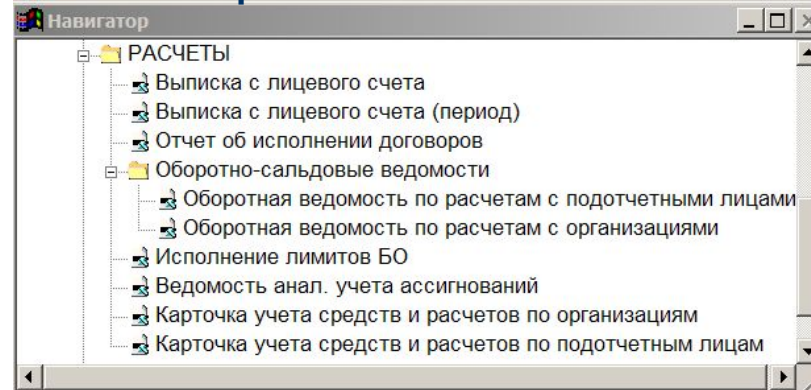 Навигатор
РАСЧЕТЫ
Выписка с лицевого счета
Выписка с лицевого счета (период)
Отчет об исполнении договоров
Оборотно-сальдовые ведомости
Оборотная ведомость по расчетам с подотчетными лицами
Оборотная ведомость по расчетам с организациями
Исполнение лимитов БО
Ведомость анал. учета ассигнований
Карточка учета средств и расчетов по организациям
Карточка учета средств и расчетов по подотчетным лицам